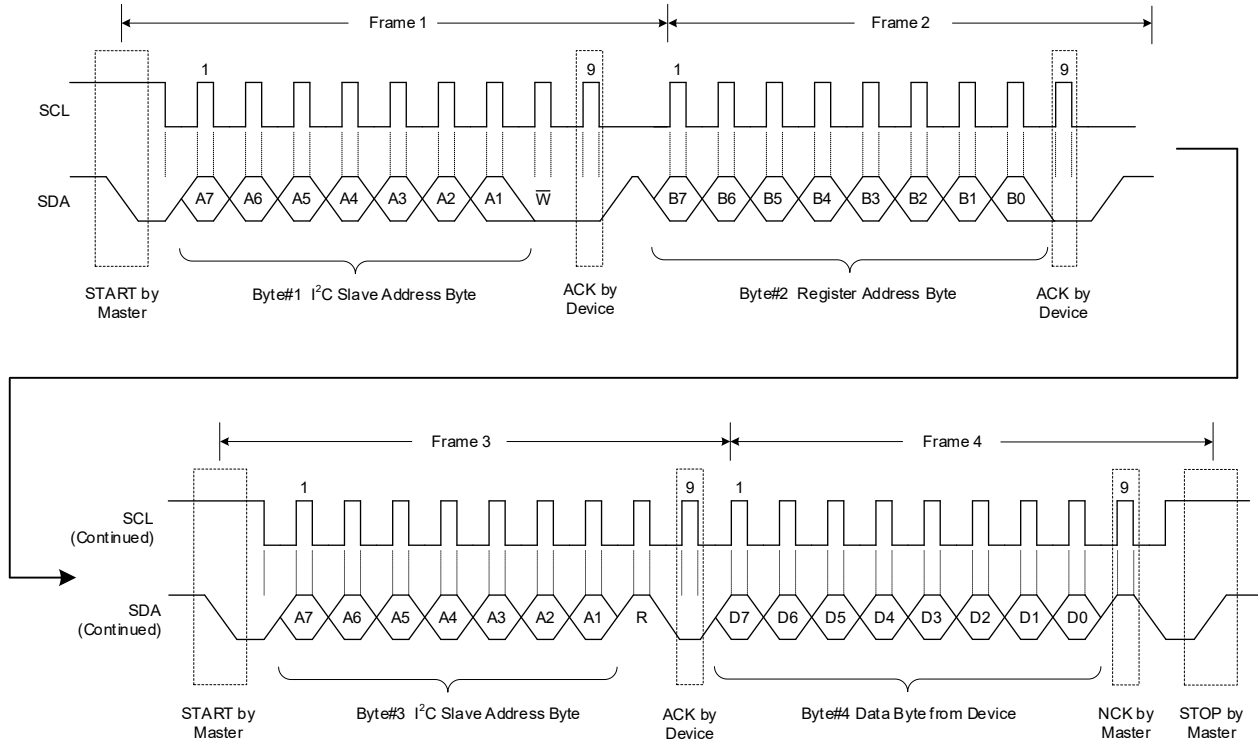 Frame 1 Frame 2
1 9 1 9
SCL
SDA A7 A6 A5 A4 A3 A2 A1 W̅ B7 B6 B5 B4 B3 B2 B1 B0
START by Master
Byte#1 I²C Slave Address Byte
ACK by Device
Byte#2 Register Address Byte
ACK by Device
Frame 3 Frame 4
1 9 1 9
SCL
(Continued)
SDA
(Continued)
A7 A6 A5 A4 A3 A2 A1 R D7 D6 D5 D4 D3 D2 D1 D0
START by Master
Byte#3 I²C Slave Address Byte
ACK by Device
Byte#4 Data Byte from Device
NCK by Master
STOP by Master